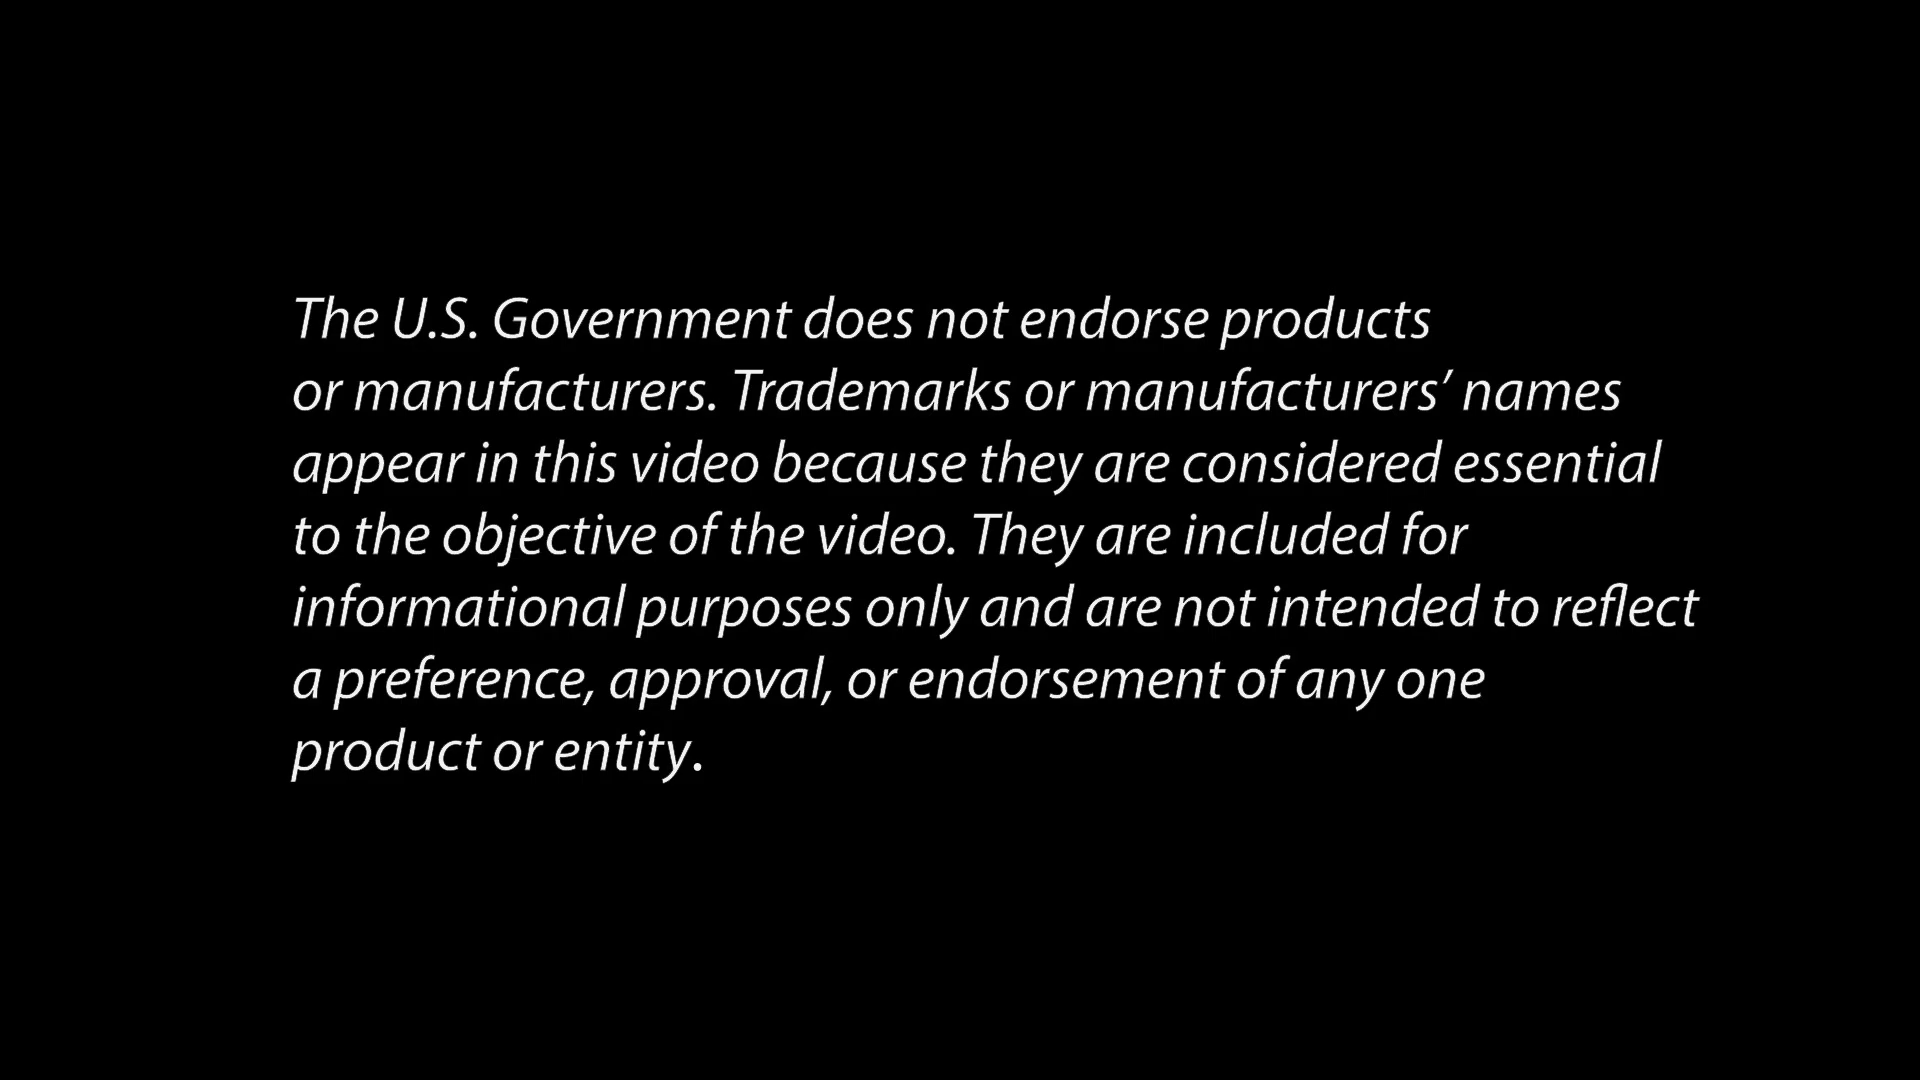 The U.S. Government does not endorse products
or manufacturers. Trademarks or manufacturers’ names
appear in this video because they are considered essential
to the objective of the video. They are included for
informational purposes only and are not intended to reflect
a preference, approval, or endorsement of any one
product or entity.